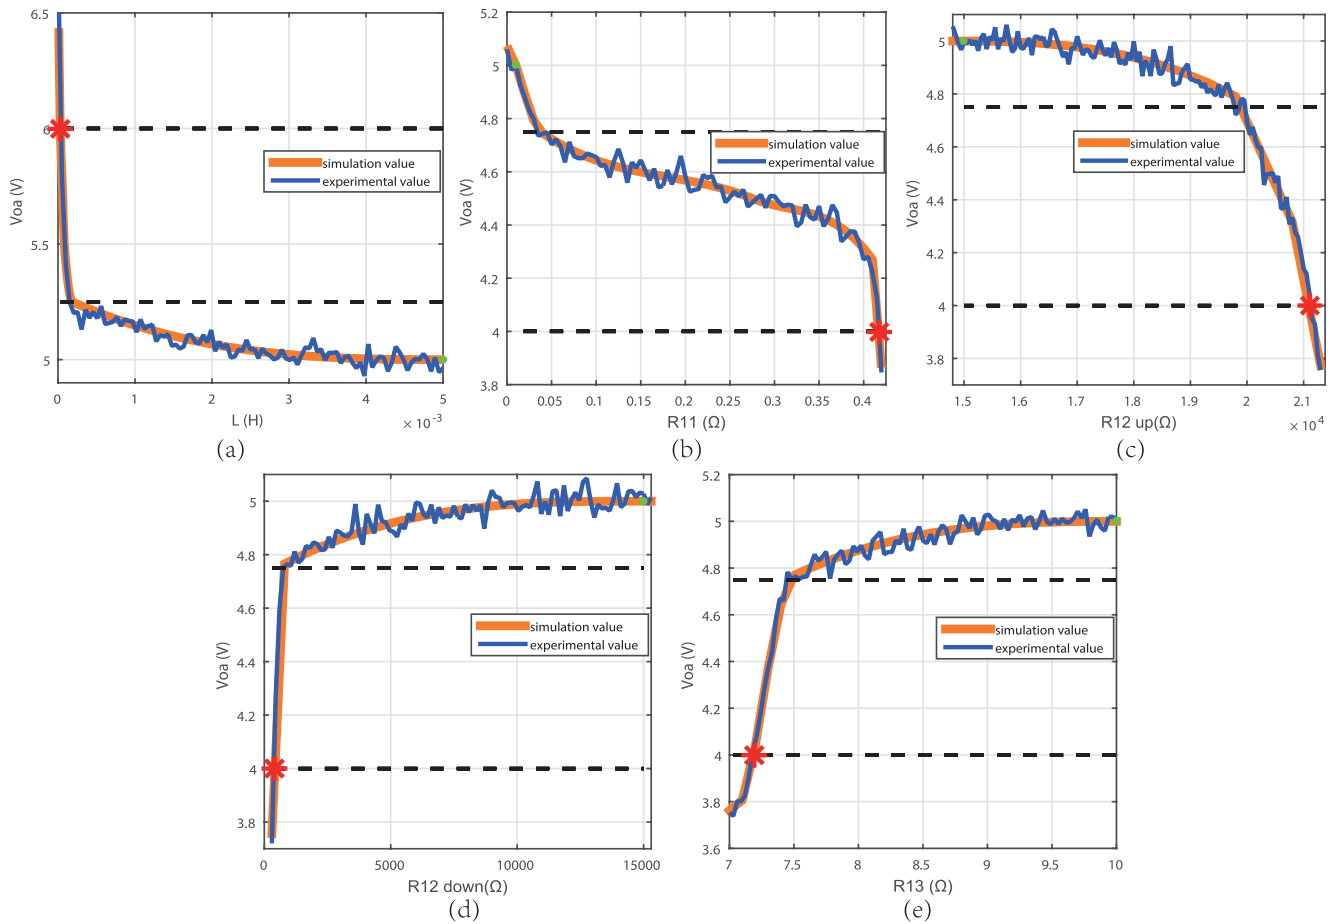 6.5
6
5.5
5
Voa (V)
simulation value
experimental value
0
1
2
3
4
5
L (H)
× 10⁻³
(a)
5.2
5
4.8
4.6
4.4
4.2
4
3.8
Voa (V)
simulation value
experimental value
0
0.05
0.1
0.15
0.2
0.25
0.3
0.35
0.4
R11 (Ω)
(b)
5
4.8
4.6
4.4
4.2
4
3.8
Voa (V)
simulation value
experimental value
1.5
1.6
1.7
1.8
1.9
2
2.1
R12 up(Ω)
× 10⁴
(c)
5
4.8
4.6
4.4
4.2
4
3.8
Voa (V)
simulation value
experimental value
0
5000
10000
15000
R12 down(Ω)
(d)
5.2
5
4.8
4.6
4.4
4.2
4
3.8
3.6
Voa (V)
simulation value
experimental value
7
7.5
8
8.5
9
9.5
10
R13 (Ω)
(e)